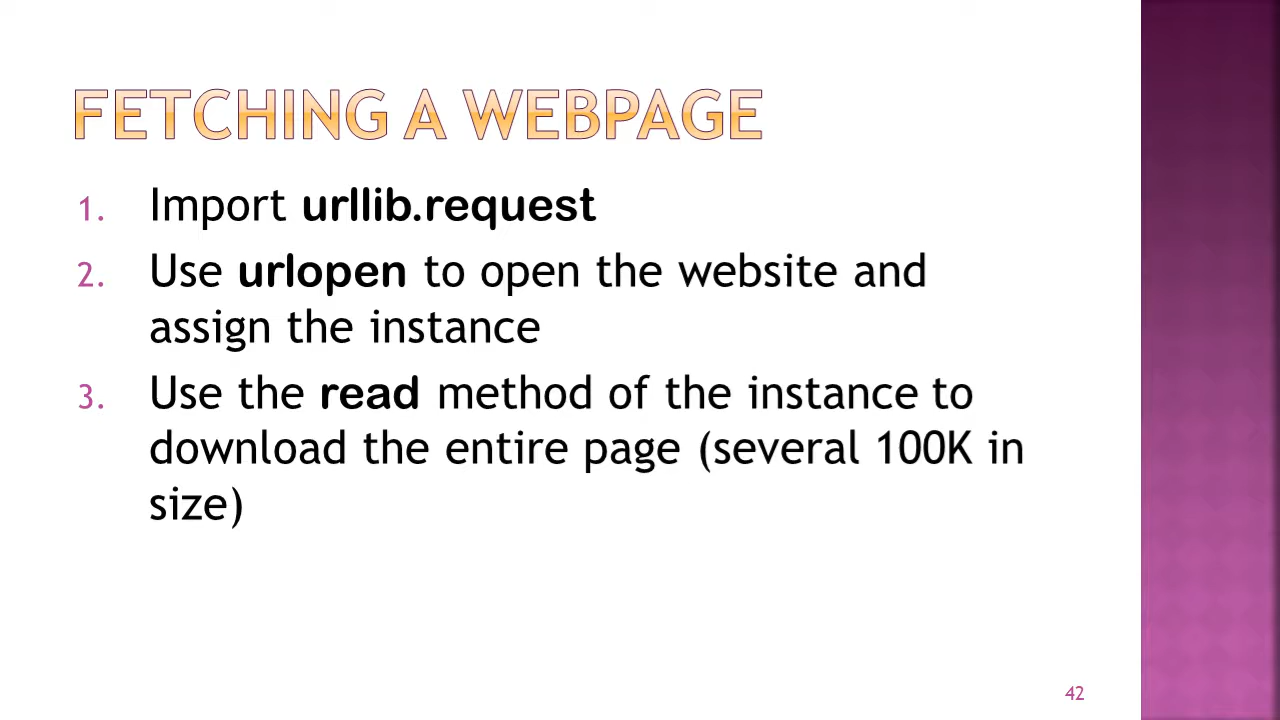 FETCHING A WEBPAGE
1. Import urllib.request
2. Use urlopen to open the website and
assign the instance
3. Use the read method of the instance to
download the entire page (several 100K in
size)
42